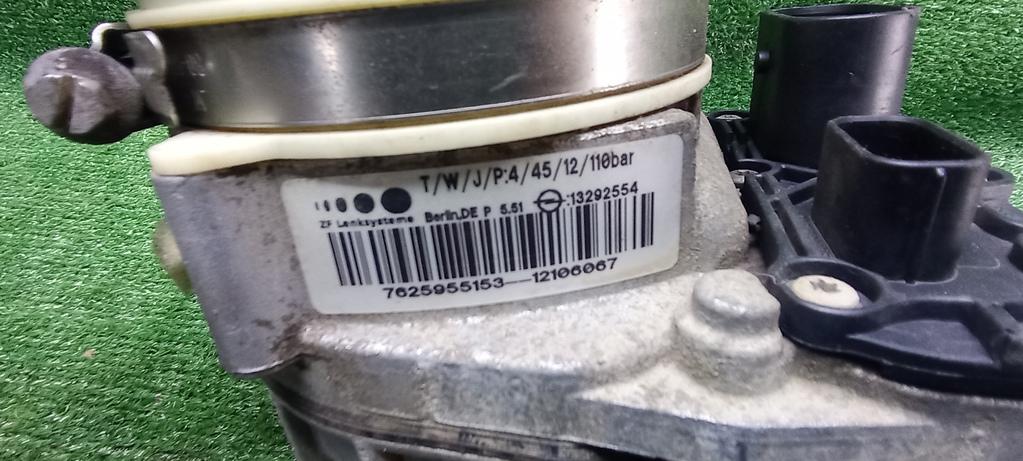 T/W/J/P:4/45/12/110bar
ZF Lenksysteme Berlin.DE P 5.51 :13292554
7625955153--12106067